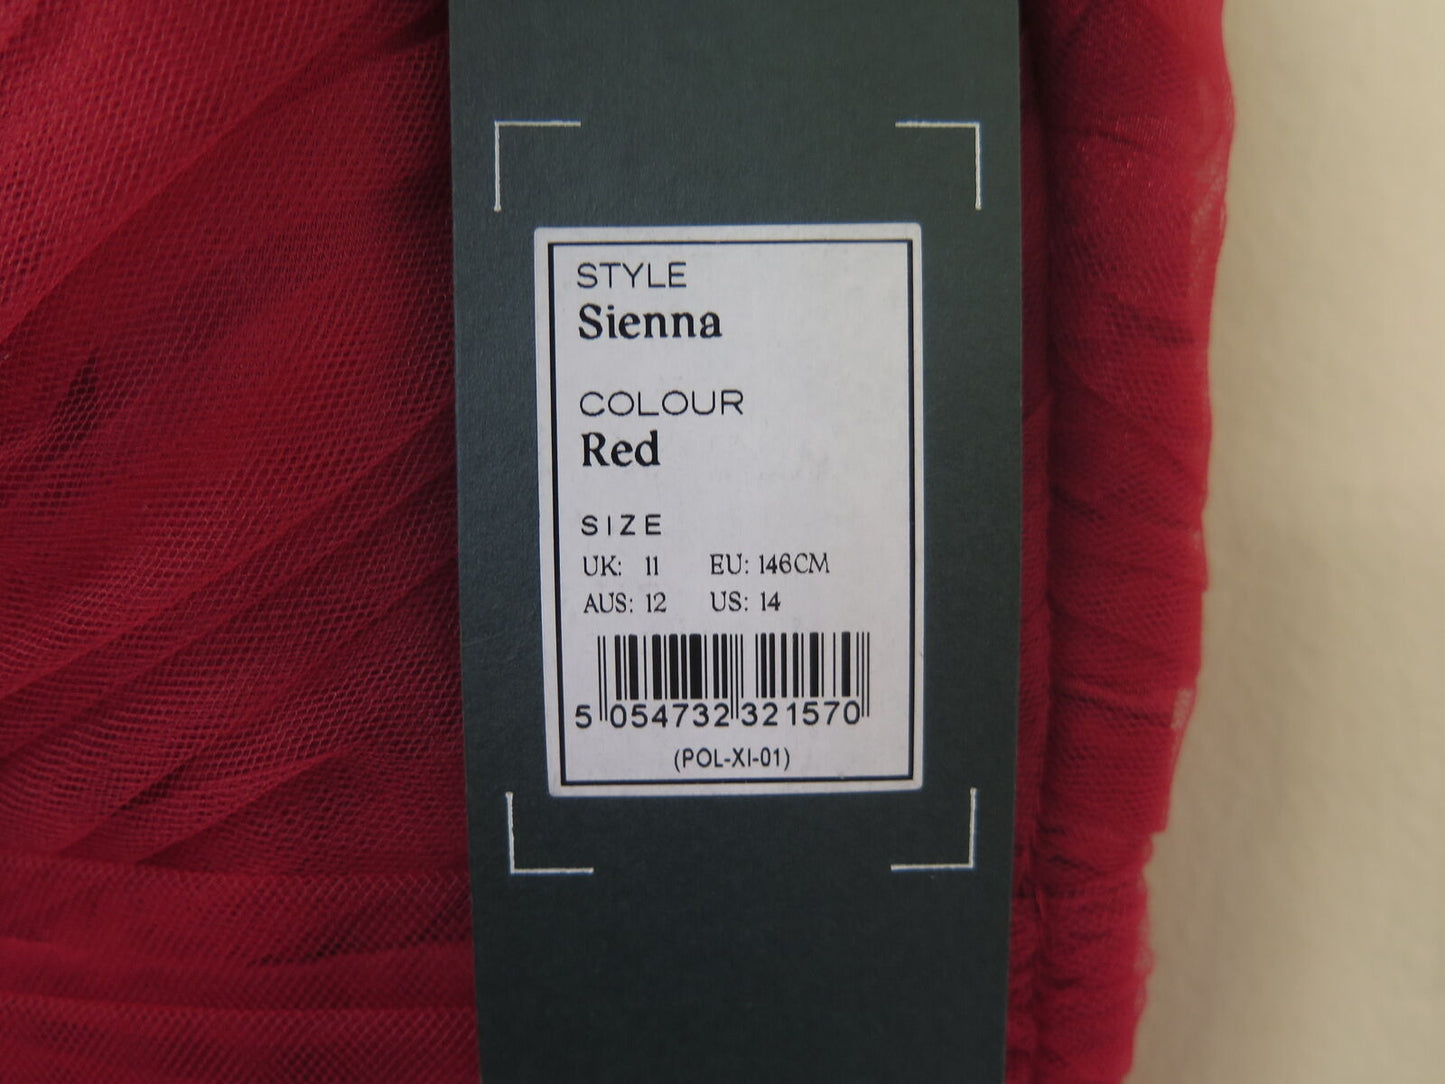 STYLE
Sienna
COLOUR
Red
SIZE
UK: 11 EU: 146CM
AUS: 12 US: 14
5 054732 321570
(POL-XI-01)